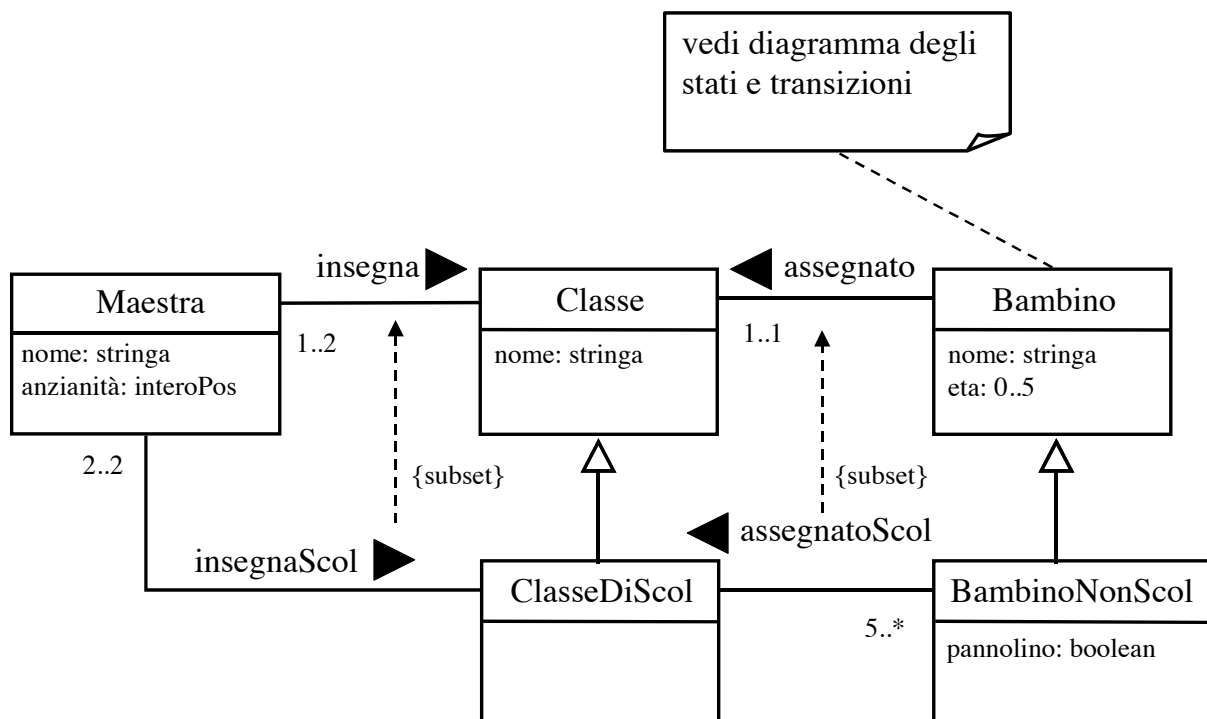 vedi diagramma degli
stati e transizioni
insegna
assegnato
Maestra
nome: stringa
anzianità: interoPos
1..2
Classe
nome: stringa
1..1
Bambino
nome: stringa
eta: 0..5
2..2
{subset}
{subset}
insegnaScol
assegnatoScol
ClasseDiScol
5..*
BambinoNonScol
pannolino: boolean